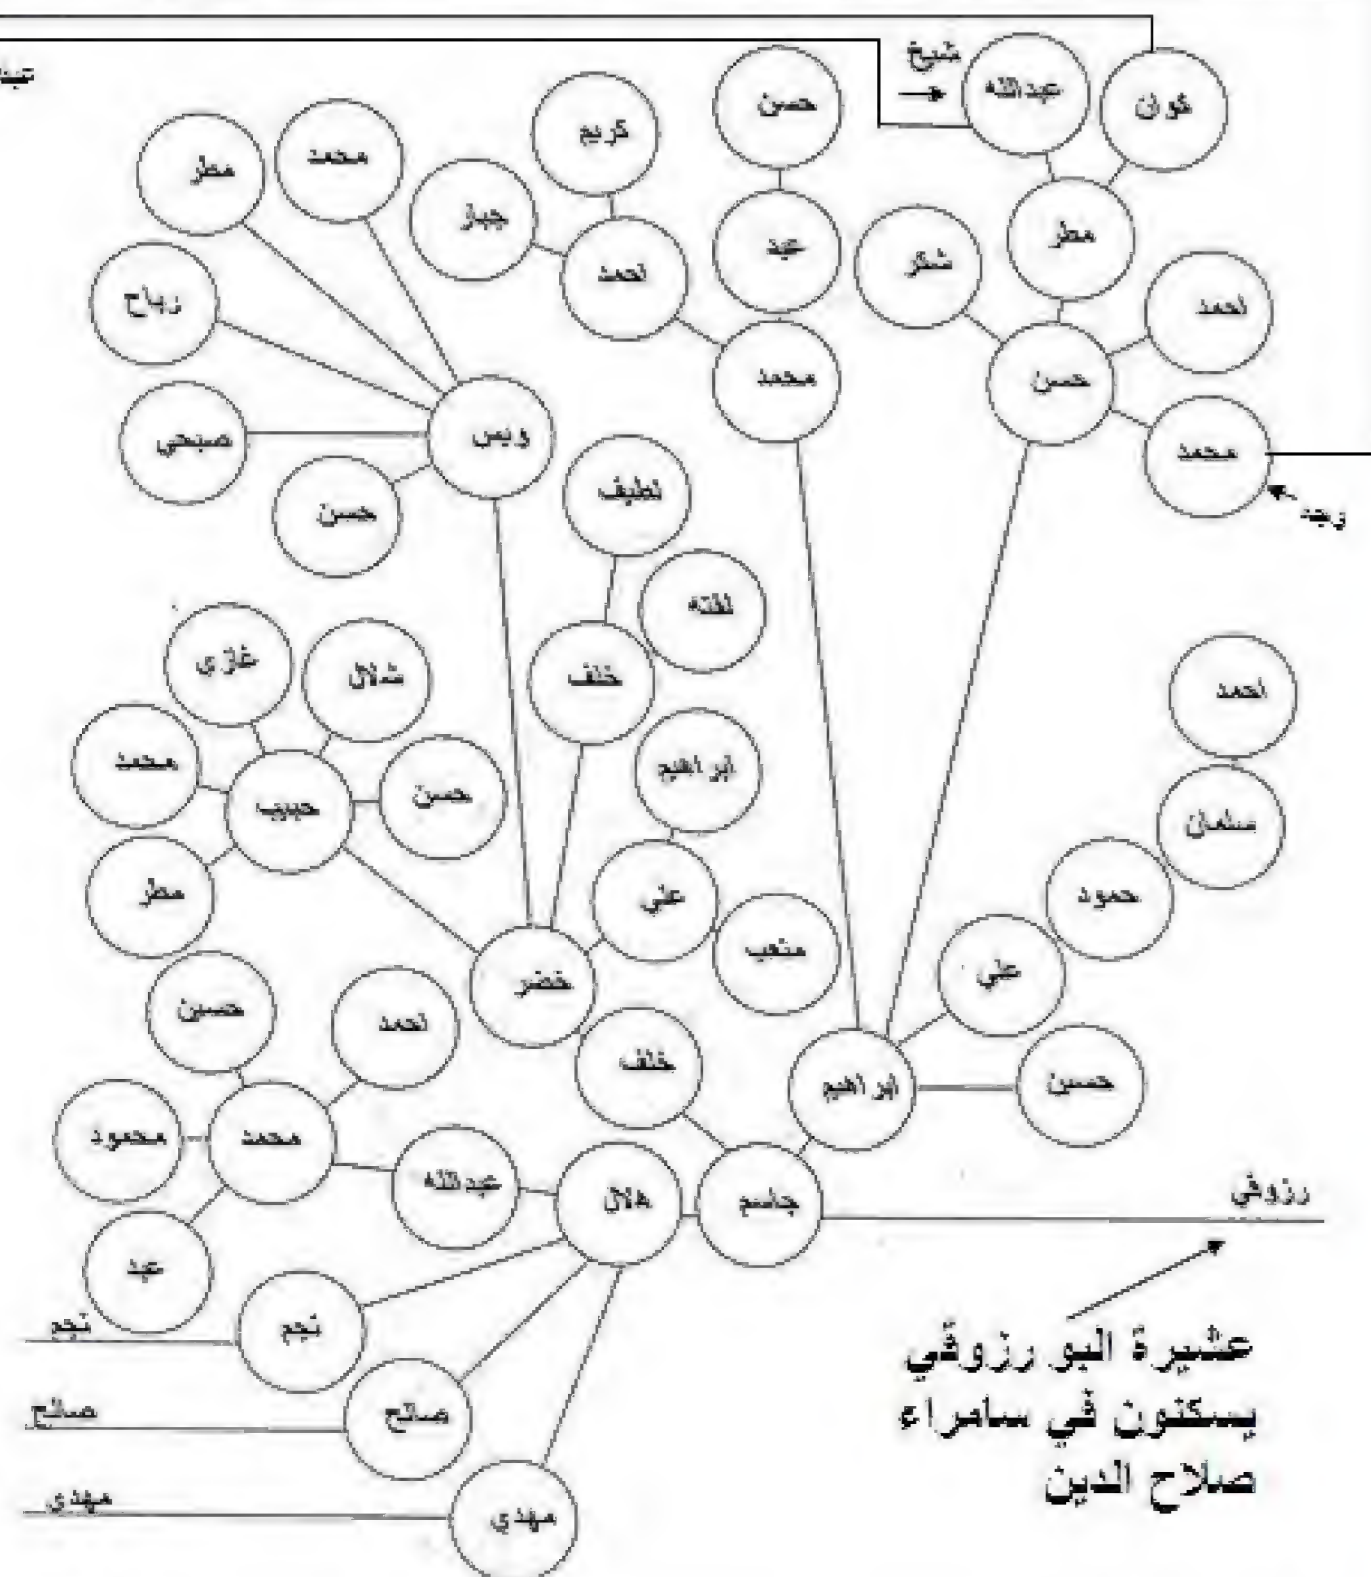 شيخ
عبدالله
كوان
حسن
كريم
محمد
مطر
جبار
مطر
عبد
شكر
احمد
رباح
احمد
محمد
حسن
احمد
صبحي
ويس
محمد
حسن
لطيف
لفته
غازي
شلال
خلف
احمد
محمد
حبيب
حسن
ابراهيم
سلمان
مطر
علي
حمود
متعب
علي
حسين
احمد
خضر
خلف
ابراهيم
حسين
محمود
محمد
عبدالله
هلال
جاسم
رزوقي
عبد
نجم
نجم
صالح
صالح
مهدي
مهدي
عشيرة البو رزوقي
يسكنون في سامراء
صلاح الدين